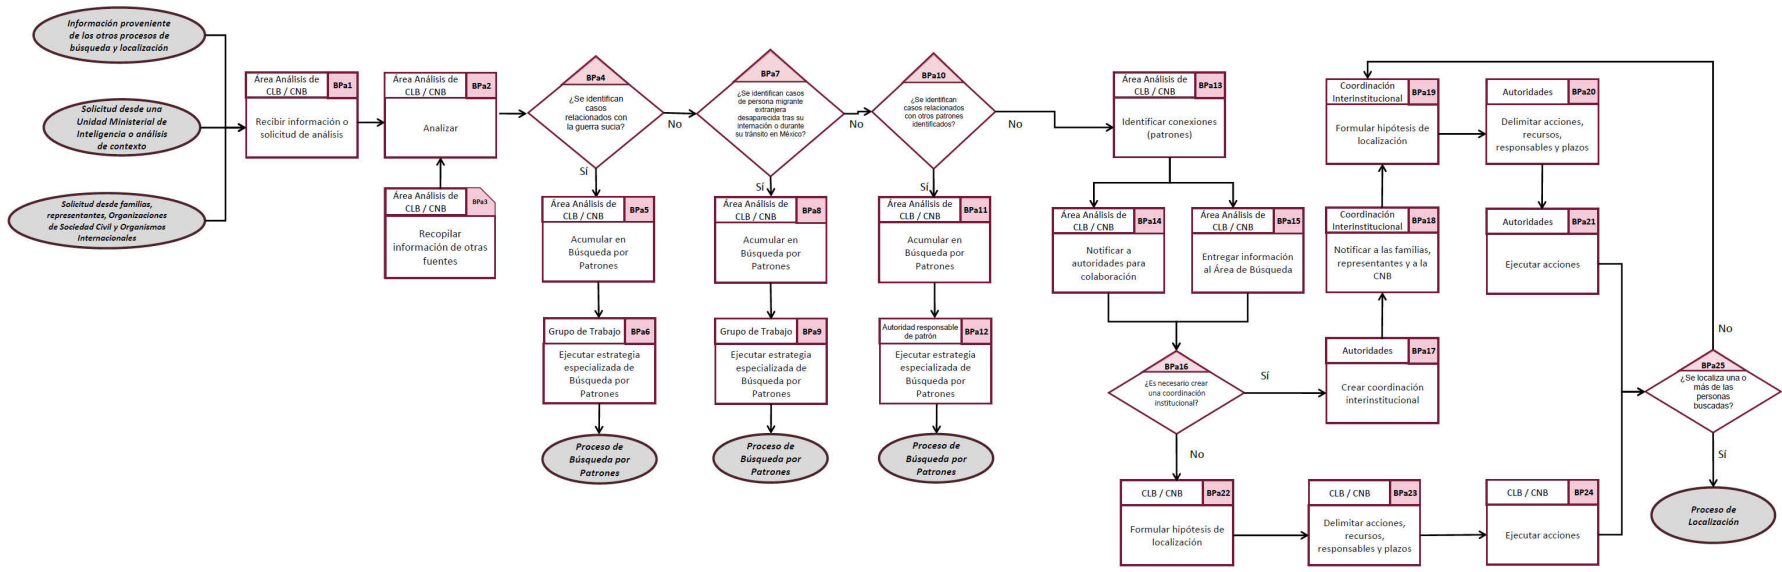 Información proveniente
de los otros procesos de
búsqueda y localización
Solicitud desde una
Unidad Ministerial de
Inteligencia o análisis
de contexto
Solicitud desde familias,
representantes, Organizaciones
de Sociedad Civil y Organismos
Internacionales
Área Análisis de
CLB / CNB
BPa1
Recibir información o
solicitud de análisis
Área Análisis de
CLB / CNB
BPa2
Analizar
Área Análisis de
CLB / CNB
BPa3
Recopilar
información de otras
fuentes
BPa4
¿Se identifican
casos
relacionados con
la guerra sucia?
No
Sí
Área Análisis de
CLB / CNB
BPa5
Acumular en
Búsqueda por
Patrones
Grupo de Trabajo
BPa6
Ejecutar estrategia
especializada de
Búsqueda por
Patrones
Proceso de
Búsqueda por
Patrones
BPa7
¿Se identifican casos
de persona migrante
extranjera
desaparecida tras su
internación o durante
su tránsito en México?
No
Sí
Área Análisis de
CLB / CNB
BPa8
Acumular en
Búsqueda por
Patrones
Grupo de Trabajo
BPa9
Ejecutar estrategia
especializada de
Búsqueda por
Patrones
Proceso de
Búsqueda por
Patrones
BPa10
¿Se identifican
casos relacionados
con otros patrones
identificados?
No
Sí
Área Análisis de
CLB / CNB
BPa11
Acumular en
Búsqueda por
Patrones
Autoridad responsable
de patrón
BPa12
Ejecutar estrategia
especializada de
Búsqueda por
Patrones
Proceso de
Búsqueda por
Patrones
Área Análisis de
CLB / CNB
BPa13
Identificar conexiones
(patrones)
Área Análisis de
CLB / CNB
BPa14
Notificar a
autoridades para
colaboración
Área Análisis de
CLB / CNB
BPa15
Entregar información
al Área de Búsqueda
BPa16
¿Es necesario crear
una coordinación
institucional?
Sí
No
Autoridades
BPa17
Crear coordinación
interinstitucional
Coordinación
Interinstitucional
BPa18
Notificar a las familias,
representantes y a la
CNB
Coordinación
Interinstitucional
BPa19
Formular hipótesis de
localización
Autoridades
BPa20
Delimitar acciones,
recursos,
responsables y plazos
Autoridades
BPa21
Ejecutar acciones
CLB / CNB
BPa22
Formular hipótesis de
localización
CLB / CNB
BPa23
Delimitar acciones,
recursos,
responsables y plazos
CLB / CNB
BP24
Ejecutar acciones
No
BPa25
¿Se localiza una o
más de las
personas
buscadas?
Sí
Proceso de
Localización